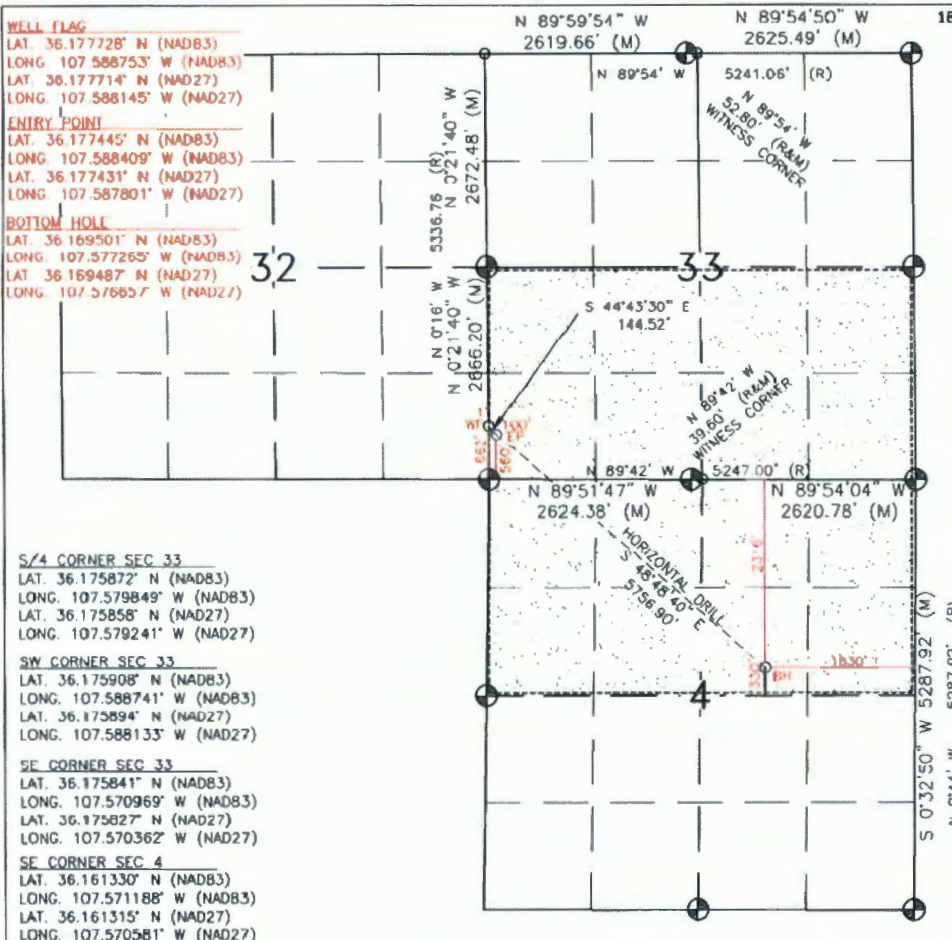 WELL FLAG
LAT. 36.177728° N (NAD83)
LONG. 107.588753° W (NAD83)
LAT. 36.177714° N (NAD27)
LONG. 107.588145° W (NAD27)
ENTRY POINT
LAT. 36.177445° N (NAD83)
LONG. 107.588409° W (NAD83)
LAT. 36.177431° N (NAD27)
LONG. 107.587801° W (NAD27)
BOTTOM HOLE
LAT. 36.169501° N (NAD83)
LONG. 107.577265° W (NAD83)
LAT 36.169487° N (NAD27)
LONG. 107.576657° W (NAD27)
N 89°59'54" W
2619.66' (M)
N 89°54'50" W
2625.49' (M)
18
N 89°54' W
5241.06' (R)
N 89°54' W
52.80' (R&M)
WITNESS CORNER
5336.76 (R)
N 0°21'40" W
2672.48' (M)
32
33
N 0°16' W
N 0°21'40" W
2666.20' (M)
S 44°43'30" E
144.52'
N 89°42' W
39.60' (R&M)
WITNESS CORNER
100'
EP
662'
560'
N 89°42' W
5247.00' (R)
N 89°51'47" W
2624.38' (M)
N 89°54'04" W
2620.78' (M)
HORIZONTAL DRILL
S 48°48'40" E
5756.90'
1830'
330'
BH
4
S 0°32'50" W 5287.92' (M)
S/4 CORNER SEC 33
LAT. 36.175872° N (NAD83)
LONG. 107.579849° W (NAD83)
LAT. 36.175858° N (NAD27)
LONG. 107.579241° W (NAD27)
SW CORNER SEC 33
LAT. 36.175908° N (NAD83)
LONG. 107.588741° W (NAD83)
LAT. 36.175894° N (NAD27)
LONG. 107.588133° W (NAD27)
SE CORNER SEC 33
LAT. 36.175841° N (NAD83)
LONG. 107.570969° W (NAD83)
LAT. 36.175827° N (NAD27)
LONG. 107.570362° W (NAD27)
SE CORNER SEC 4
LAT. 36.161330° N (NAD83)
LONG. 107.571188° W (NAD83)
LAT. 36.161315° N (NAD27)
LONG. 107.570581° W (NAD27)